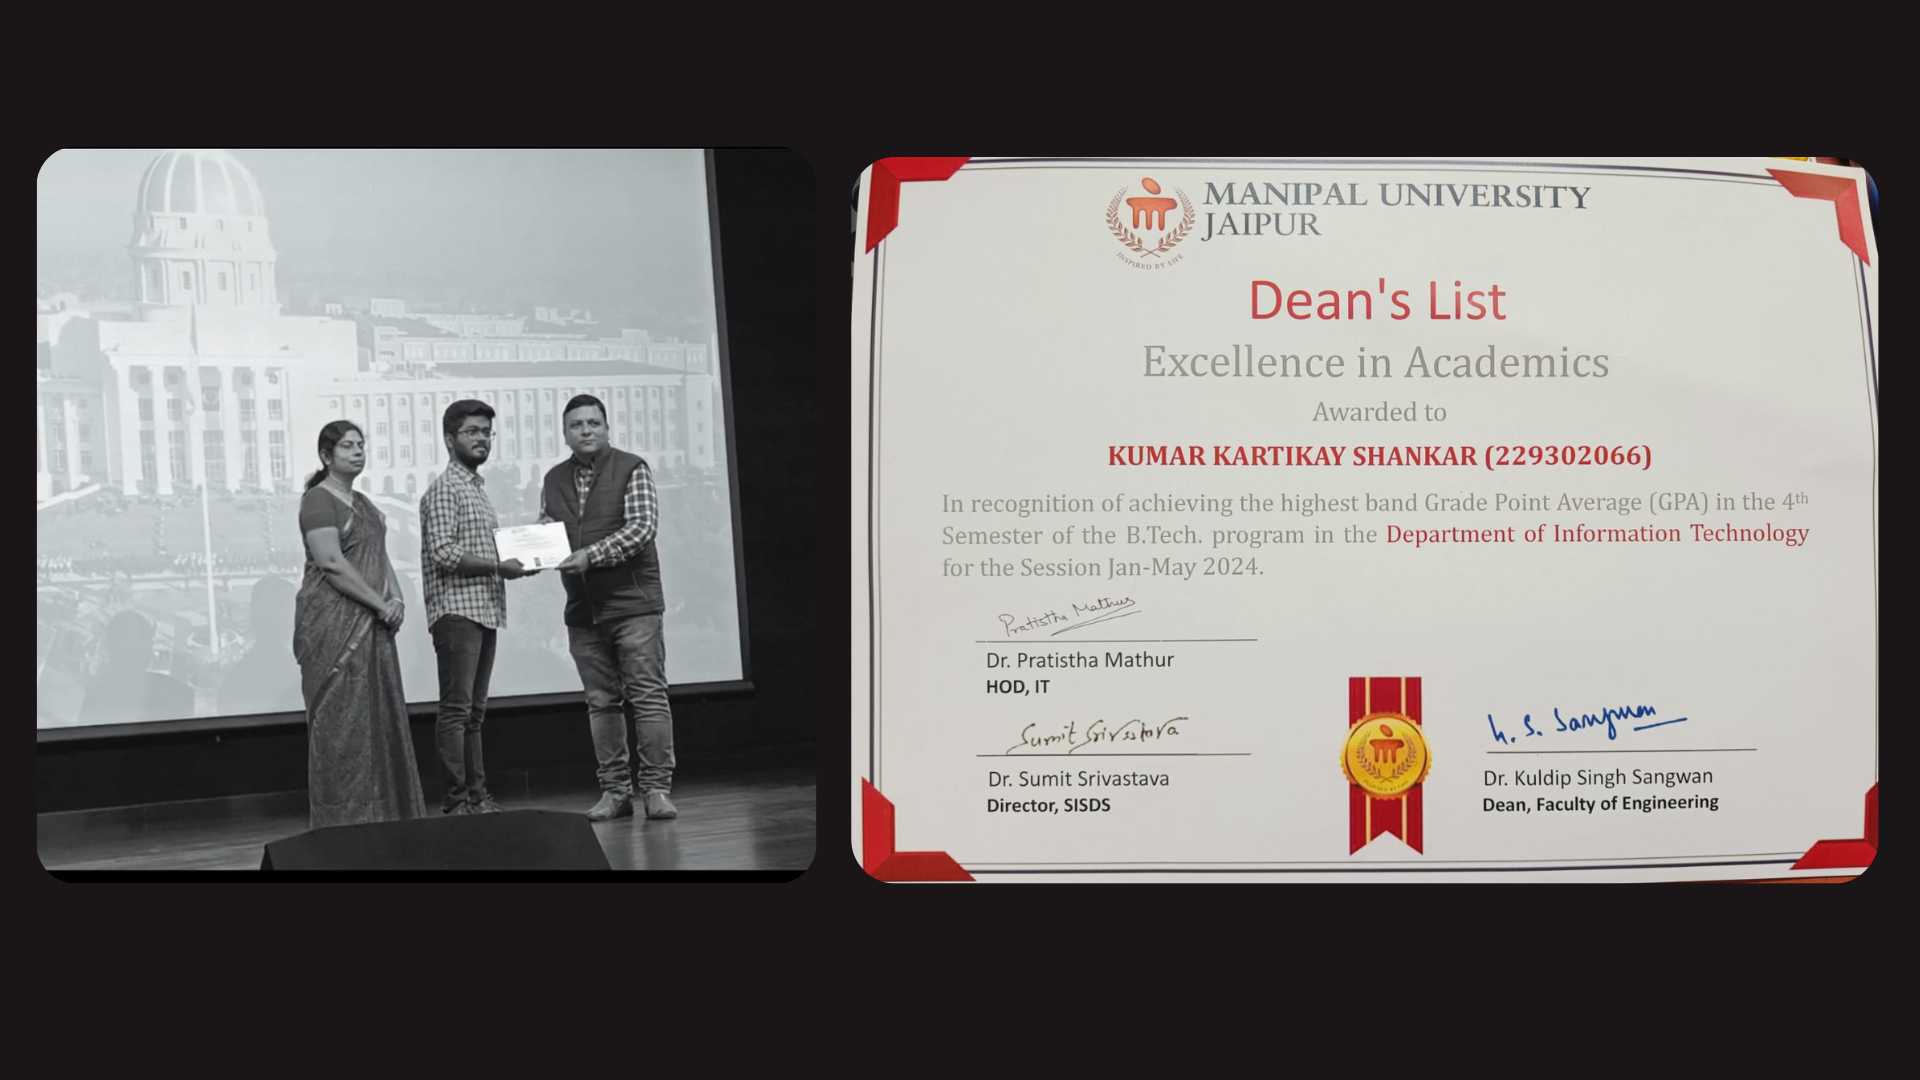 MANIPAL UNIVERSITY
JAIPUR
INSPIRED BY LIFE
Dean's List
Excellence in Academics
Awarded to
KUMAR KARTIKAY SHANKAR (229302066)
In recognition of achieving the highest band Grade Point Average (GPA) in the 4th
Semester of the B.Tech. program in the Department of Information Technology
for the Session Jan-May 2024.
Pratistha Mathur
Dr. Pratistha Mathur
HOD, IT
Sumit Srivastava
Dr. Sumit Srivastava
Director, SISDS
K. S. Sangwan
Dr. Kuldip Singh Sangwan
Dean, Faculty of Engineering